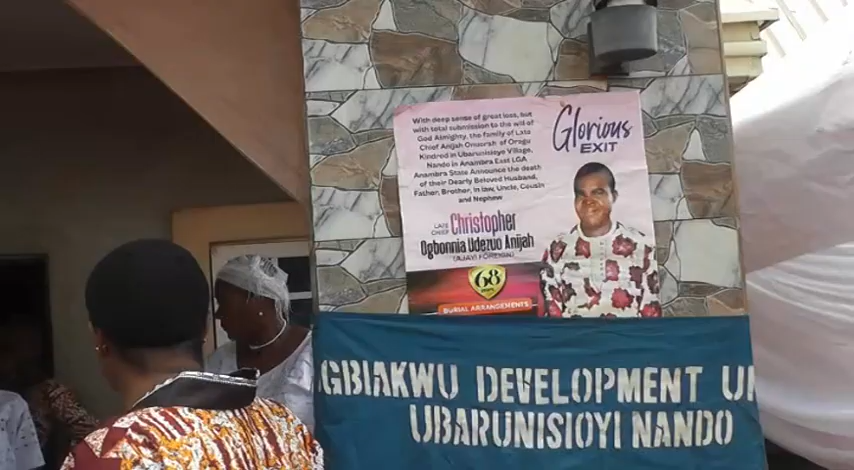 With deep sense of great loss, but
with total submission to the will of
God Almighty, the family of Late
Chief Anijah Onuorah of Orogu
Kindred in Ubarunisioye Village,
Nando in Anambra East LGA
Anambra State Announce the death
of their Dearly Beloved Husband,
Father, Brother, In law, Uncle, Cousin
and Nephew
Glorious
EXIT
LATE CHIEF Christopher
Ogbonnia Udezuo Anijah
(AJAYI FOREIGN)
68
YEARS
BURIAL ARRANGEMENTS
GBIAKWU DEVELOPMENT UN
UBARUNISIOYI NANDO